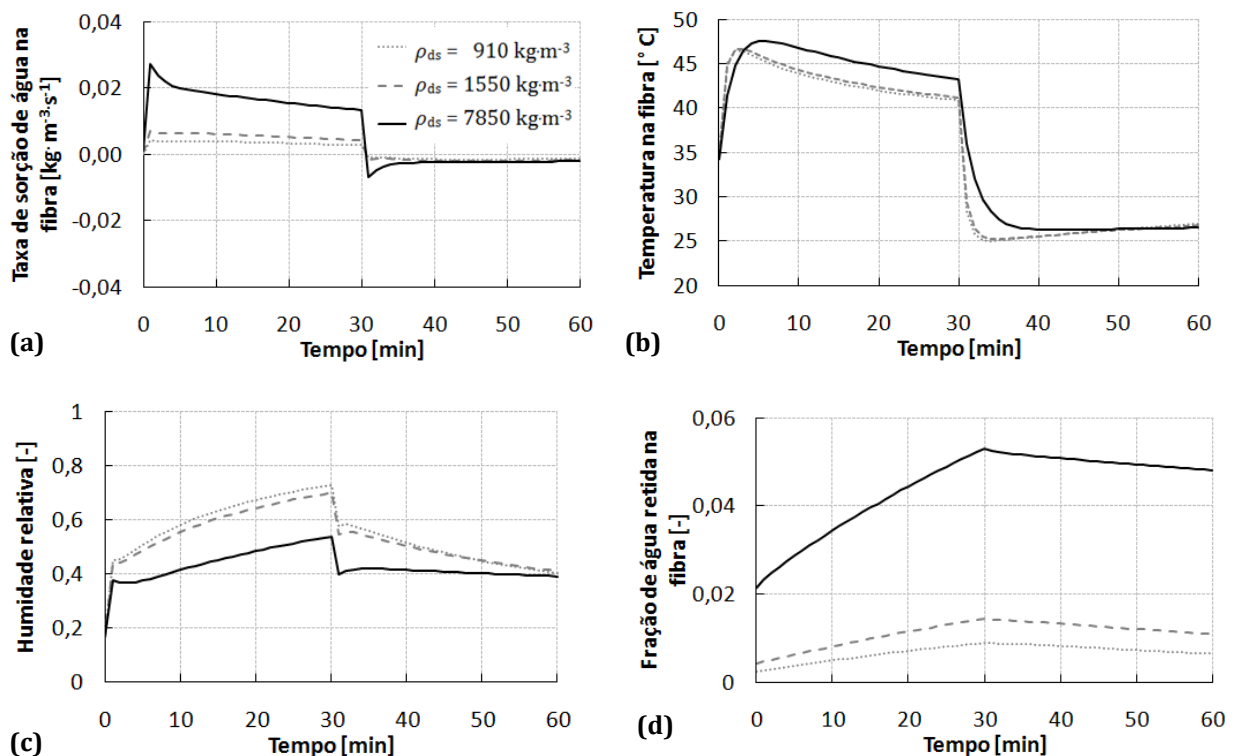 Taxa de sorção de água na
fibra [kg· m⁻³·s⁻¹]
0,04
0,02
0,00
-0,02
-0,04
ρds = 910 kg·m⁻³
ρds = 1550 kg·m⁻³
ρds = 7850 kg·m⁻³
0 10 20 30 40 50 60
Tempo [min]
(a)
Temperatura na fibra [° C]
50
45
40
35
30
25
20
0 10 20 30 40 50 60
Tempo [min]
(b)
Humidade relativa [-]
1
0,8
0,6
0,4
0,2
0
0 10 20 30 40 50 60
Tempo [min]
(c)
Fração de água retida na
fibra [-]
0,06
0,04
0,02
0
0 10 20 30 40 50 60
Tempo [min]
(d)